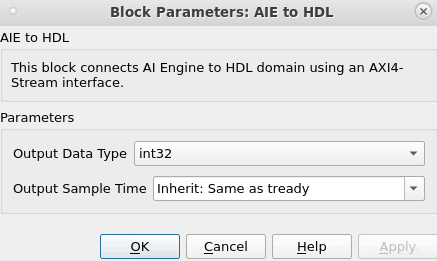 Block Parameters: AIE to HDL
AIE to HDL
This block connects AI Engine to HDL domain using an AXI4-
Stream interface.
Parameters
Output Data Type int32
Output Sample Time Inherit: Same as tready
OK Cancel Help Apply